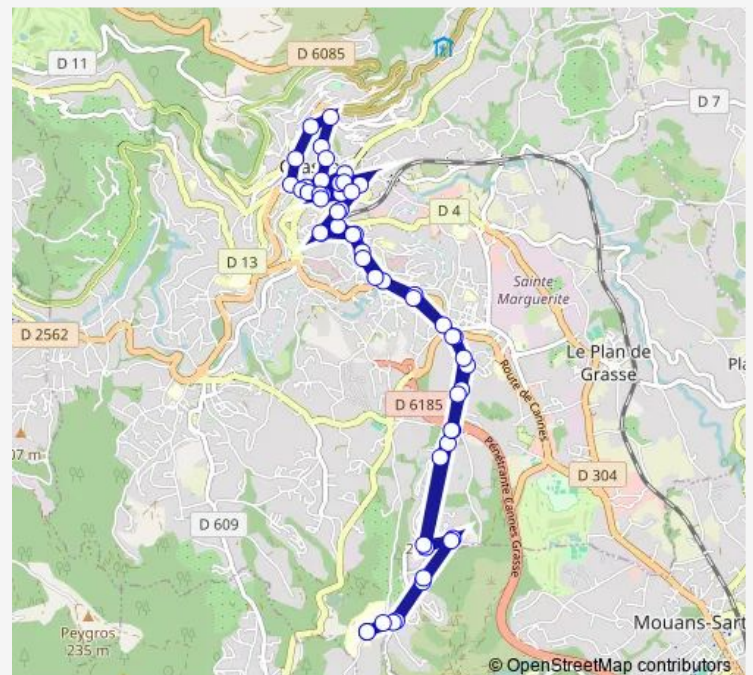 D 6085
D 11
D 7
D 4
D 13
Sainte
Marguerite
D 2562
Le Plan de
Grasse
Route de Cannes
D 6185
Pénétrante Cannes Grasse
D 304
D 609
Mouans-Sart
Peygros
235 m
© OpenStreetMap contributors